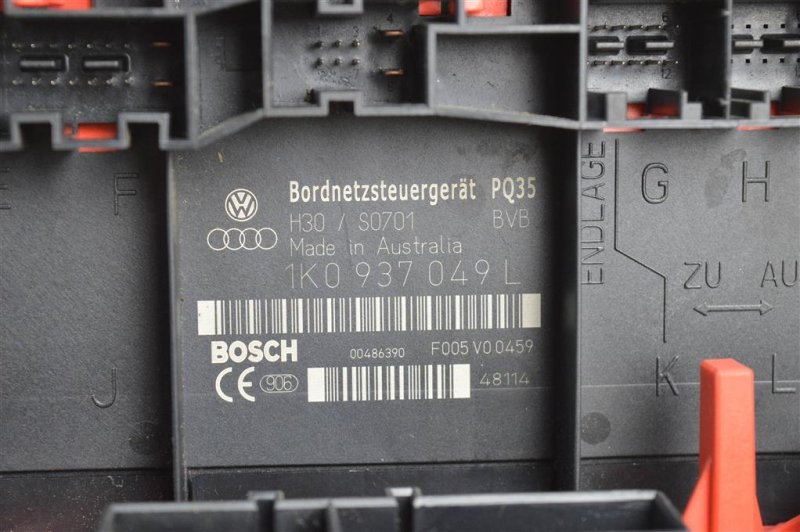 F
Bordnetzsteuergerät PQ35
H30 / S0701 BVB
Made in Australia
1K0 937 049 L
BOSCH 00486390 F005 V0 0459
CE 906 48114
J
ENDLAGE
G H
ZU AU
K L